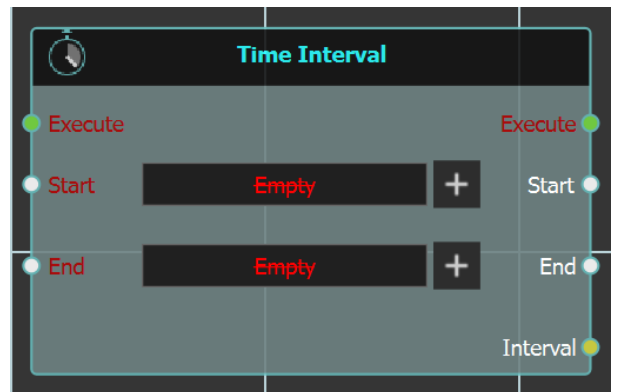 Time Interval
Execute Execute
Start Empty + Start
End Empty + End
Interval